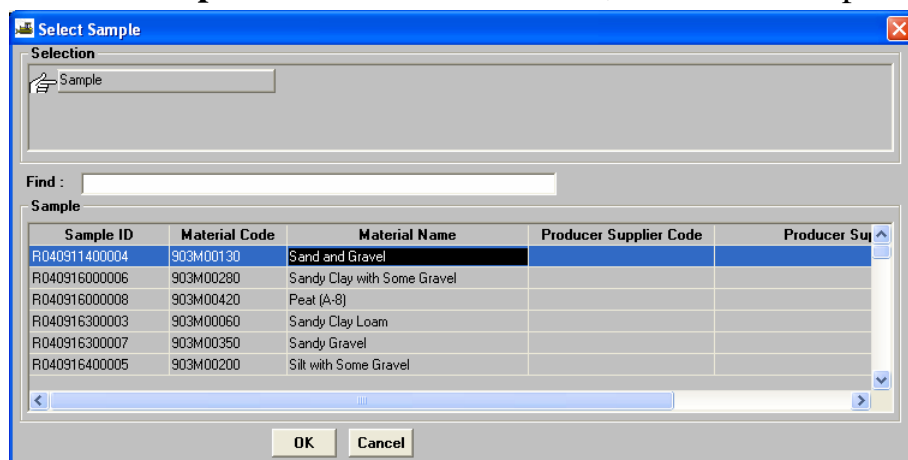 Select Sample
Selection
Sample
Find :
Sample
Sample ID Material Code Material Name Producer Supplier Code Producer Sup
R040911400004 903M00130 Sand and Gravel
R040916000006 903M00280 Sandy Clay with Some Gravel
R040916000008 903M00420 Peat (A-8)
R040916300003 903M00060 Sandy Clay Loam
R040916300007 903M00350 Sandy Gravel
R040916400005 903M00200 Silt with Some Gravel
OK Cancel